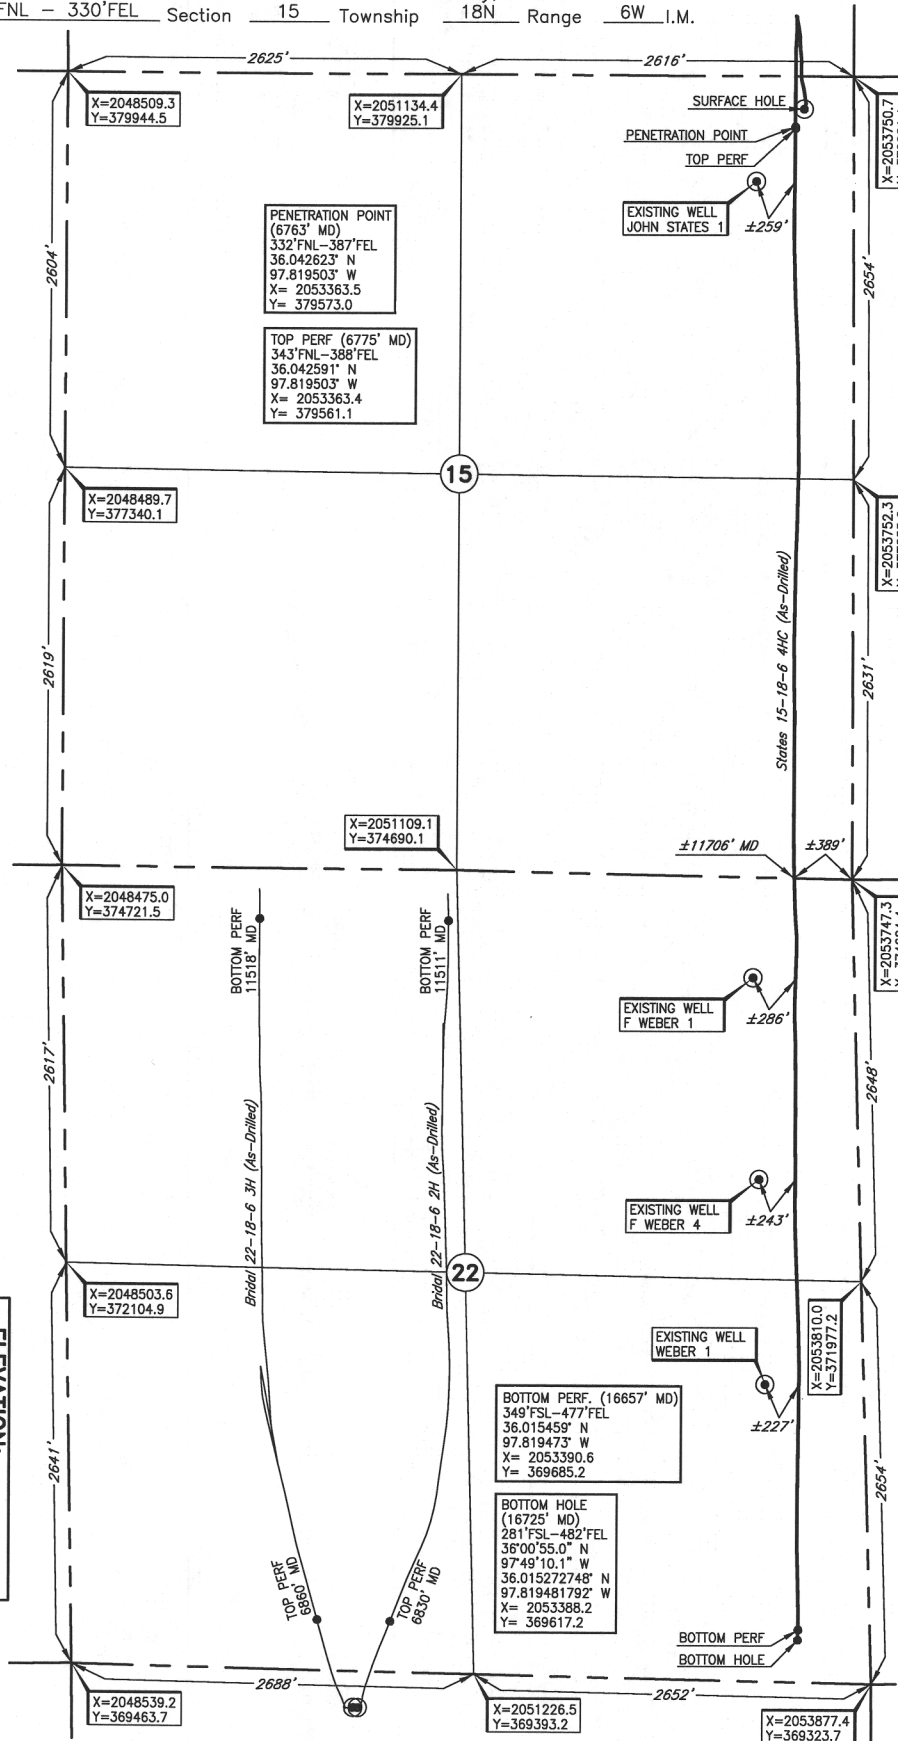 FNL - 330'FEL Section 15 Township 18N Range 6W I.M.
2625'
2616'
X=2048509.3
Y=379944.5
X=2051134.4
Y=379925.1
SURFACE HOLE
X=2053750.7
PENETRATION POINT
TOP PERF
EXISTING WELL
JOHN STATES 1
±259'
PENETRATION POINT
(6763' MD)
332'FNL-387'FEL
36.042623° N
97.819503° W
X= 2053363.5
Y= 379573.0
2604'
2654'
TOP PERF (6775' MD)
343'FNL-388'FEL
36.042591° N
97.819503° W
X= 2053363.4
Y= 379561.1
15
X=2048489.7
Y=377340.1
X=2053752.3
States 15-18-6 4HC (As-Drilled)
2619'
2631'
X=2051109.1
Y=374690.1
±11706' MD
±389'
X=2048475.0
Y=374721.5
BOTTOM PERF
11518' MD
BOTTOM PERF
11511' MD
X=2053747.3
EXISTING WELL
F WEBER 1
±286'
2617'
2648'
Bridal 22-18-6 3H (As-Drilled)
Bridal 22-18-6 2H (As-Drilled)
EXISTING WELL
F WEBER 4
±243'
22
X=2048503.6
Y=372104.9
X=2053810.0
Y=371977.2
ELEVATION:
EXISTING WELL
WEBER 1
±227'
BOTTOM PERF. (16657' MD)
349'FSL-477'FEL
36.015459° N
97.819473° W
X= 2053390.6
Y= 369685.2
2641'
2654'
BOTTOM HOLE
(16725' MD)
281'FSL-482'FEL
36°00'55.0" N
97°49'10.1" W
36.015272748° N
97.819481792° W
X= 2053388.2
Y= 369617.2
TOP PERF
6860' MD
TOP PERF
6830' MD
BOTTOM PERF
BOTTOM HOLE
2688'
2652'
X=2048539.2
Y=369463.7
X=2051226.5
Y=369393.2
X=2053877.4
Y=369323.7